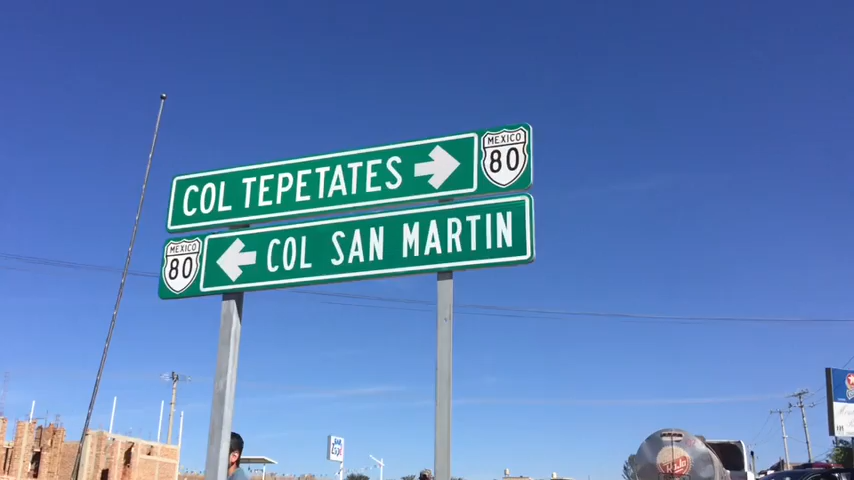 COL TEPETATES
MEXICO
80
MEXICO
80
COL SAN MARTIN